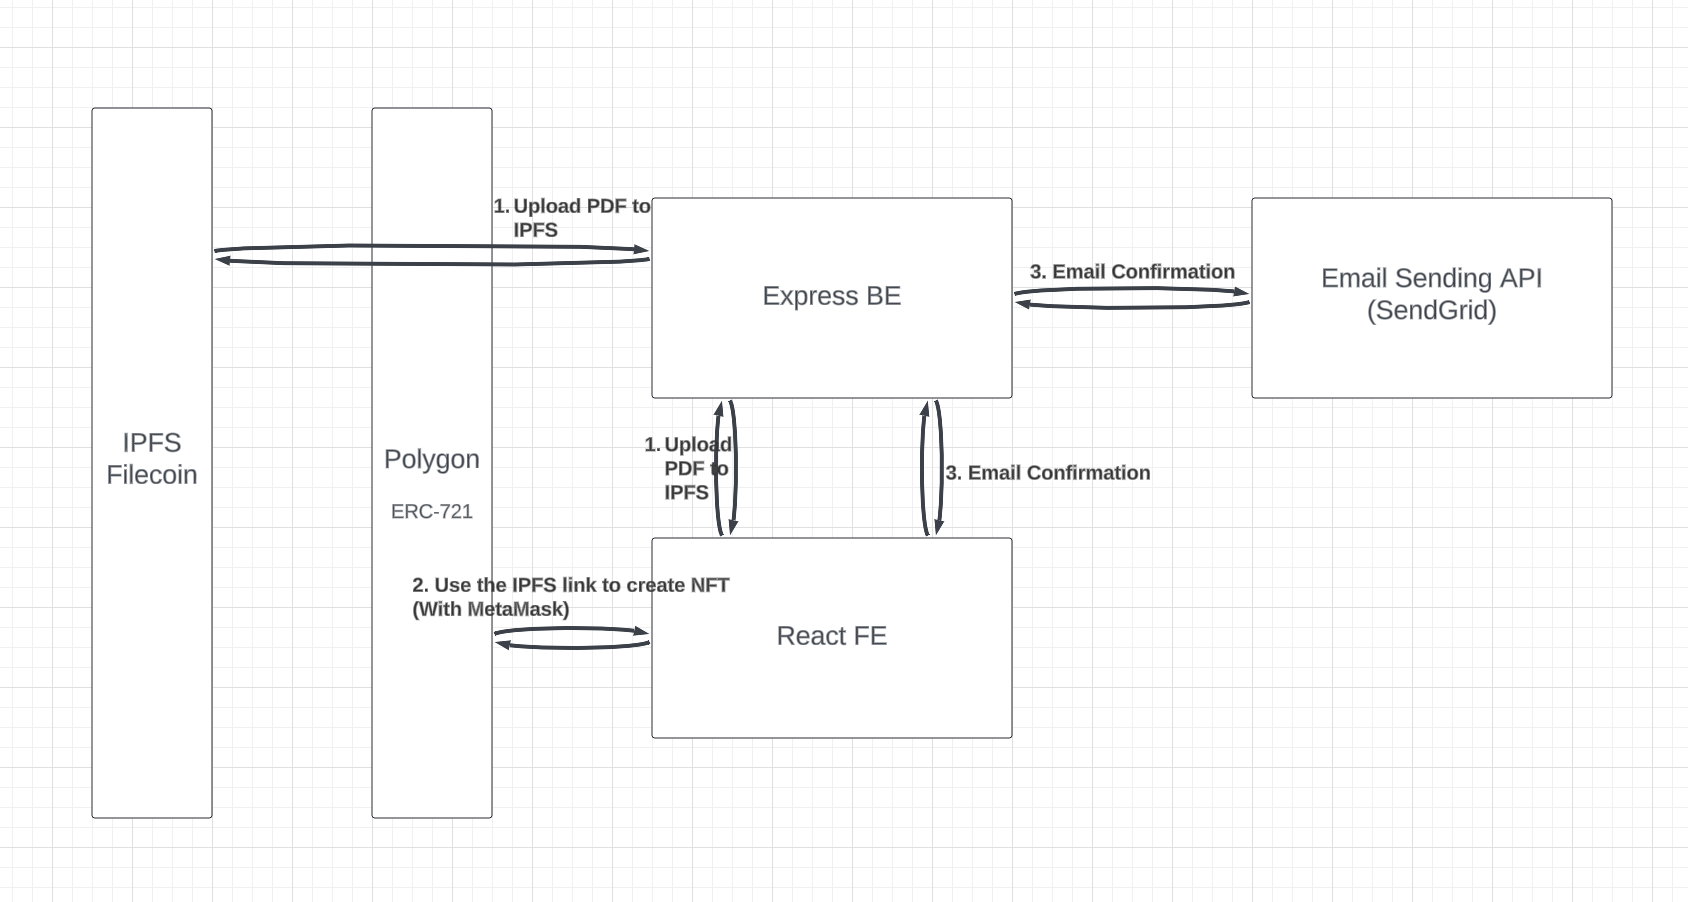 1. Upload PDF to
IPFS
3. Email Confirmation
Express BE
Email Sending API
(SendGrid)
IPFS
Filecoin
Polygon
ERC-721
1. Upload
PDF to
IPFS
3. Email Confirmation
2. Use the IPFS link to create NFT
(With MetaMask)
React FE